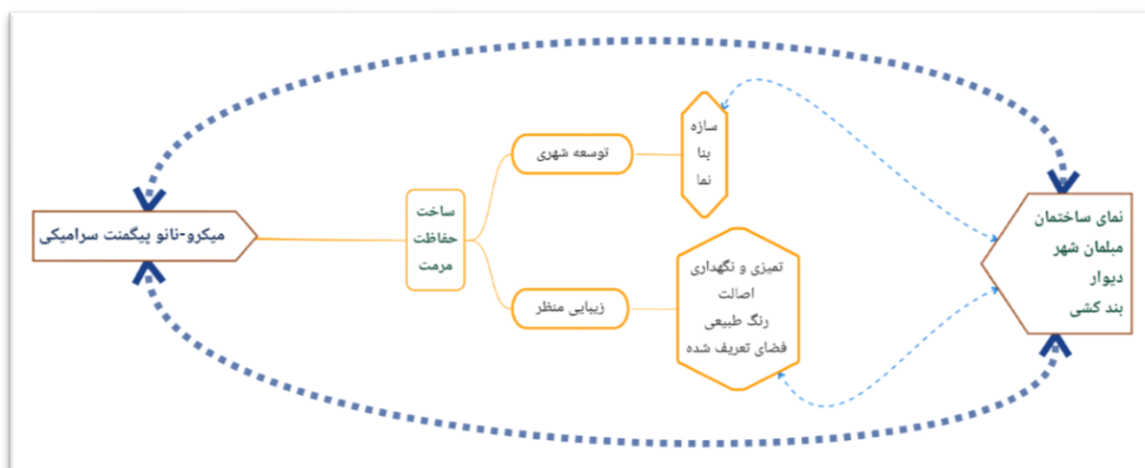 میکرو-نانو پیگمنت سرامیکی
ساخت
حفاظت
مرمت
توسعه شهری
سازه
بنا
نما
زیبایی منظر
تمیزی و نگهداری
اصالت
رنگ طبیعی
فضای تعریف شده
نمای ساختمان
مبلمان شهر
دیوار
بند کشی